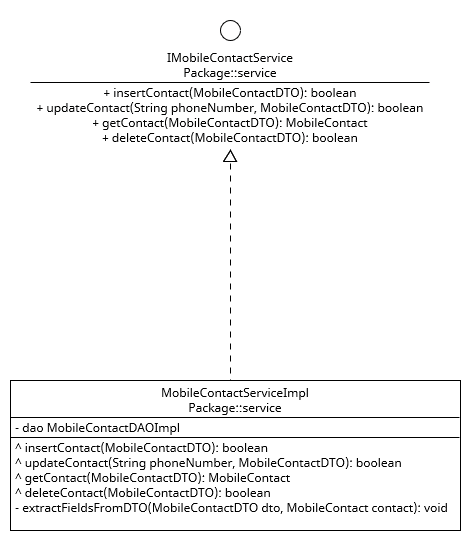 IMobileContactService
Package::service
+ insertContact(MobileContactDTO): boolean
+ updateContact(String phoneNumber, MobileContactDTO): boolean
+ getContact(MobileContactDTO): MobileContact
+ deleteContact(MobileContactDTO): boolean
MobileContactServiceImpl
Package::service
- dao MobileContactDAOImpl
^ insertContact(MobileContactDTO): boolean
^ updateContact(String phoneNumber, MobileContactDTO): boolean
^ getContact(MobileContactDTO): MobileContact
^ deleteContact(MobileContactDTO): boolean
- extractFieldsFromDTO(MobileContactDTO dto, MobileContact contact): void